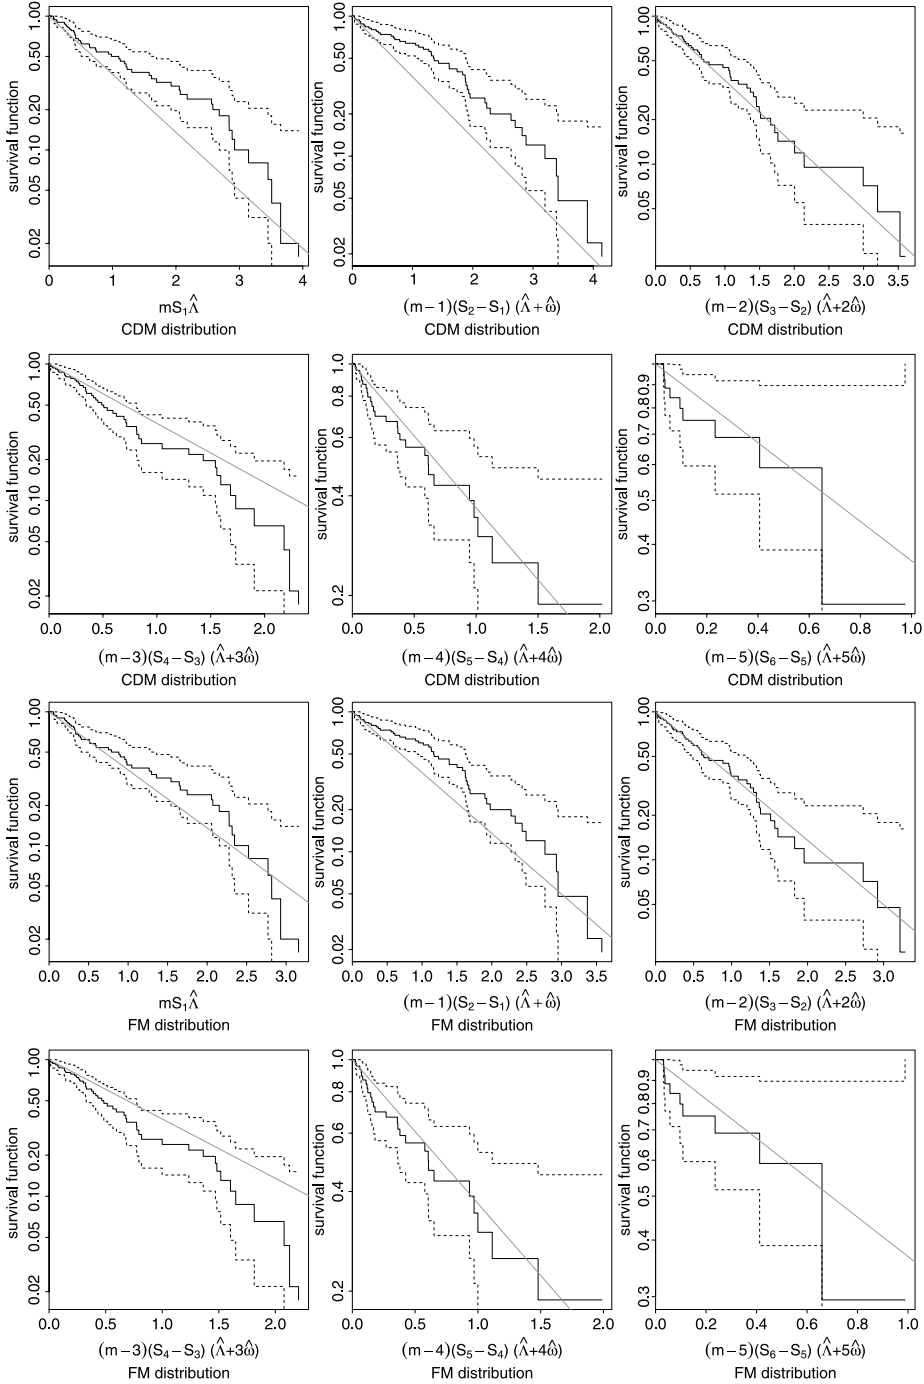 survival function
1.00
0.50
0.20
0.10
0.05
0.02
0 1 2 3 4
mS₁Λ̂
CDM distribution
survival function
1.00
0.50
0.20
0.10
0.05
0.02
0 1 2 3 4
(m−1)(S₂−S₁) (Λ̂+ω̂)
CDM distribution
survival function
1.00
0.50
0.20
0.10
0.05
0.0 0.5 1.0 1.5 2.0 2.5 3.0 3.5
(m−2)(S₃−S₂) (Λ̂+2ω̂)
CDM distribution
survival function
1.00
0.50
0.20
0.10
0.05
0.02
0.0 0.5 1.0 1.5 2.0
(m−3)(S₄−S₃) (Λ̂+3ω̂)
CDM distribution
survival function
1.0
0.8
0.6
0.4
0.2
0.0 0.5 1.0 1.5 2.0
(m−4)(S₅−S₄) (Λ̂+4ω̂)
CDM distribution
survival function
0.9
0.8
0.7
0.6
0.5
0.4
0.3
0.0 0.2 0.4 0.6 0.8 1.0
(m−5)(S₆−S₅) (Λ̂+5ω̂)
CDM distribution
survival function
1.00
0.50
0.20
0.10
0.05
0.02
0.0 0.5 1.0 1.5 2.0 2.5 3.0
mS₁Λ̂
FM distribution
survival function
1.00
0.50
0.20
0.10
0.05
0.02
0.0 0.5 1.0 1.5 2.0 2.5 3.0 3.5
(m−1)(S₂−S₁) (Λ̂+ω̂)
FM distribution
survival function
1.00
0.50
0.20
0.10
0.05
0.0 0.5 1.0 1.5 2.0 2.5 3.0
(m−2)(S₃−S₂) (Λ̂+2ω̂)
FM distribution
survival function
1.00
0.50
0.20
0.10
0.05
0.02
0.0 0.5 1.0 1.5 2.0
(m−3)(S₄−S₃) (Λ̂+3ω̂)
FM distribution
survival function
1.0
0.8
0.6
0.4
0.2
0.0 0.5 1.0 1.5 2.0
(m−4)(S₅−S₄) (Λ̂+4ω̂)
FM distribution
survival function
0.9
0.8
0.7
0.6
0.5
0.4
0.3
0.0 0.2 0.4 0.6 0.8 1.0
(m−5)(S₆−S₅) (Λ̂+5ω̂)
FM distribution